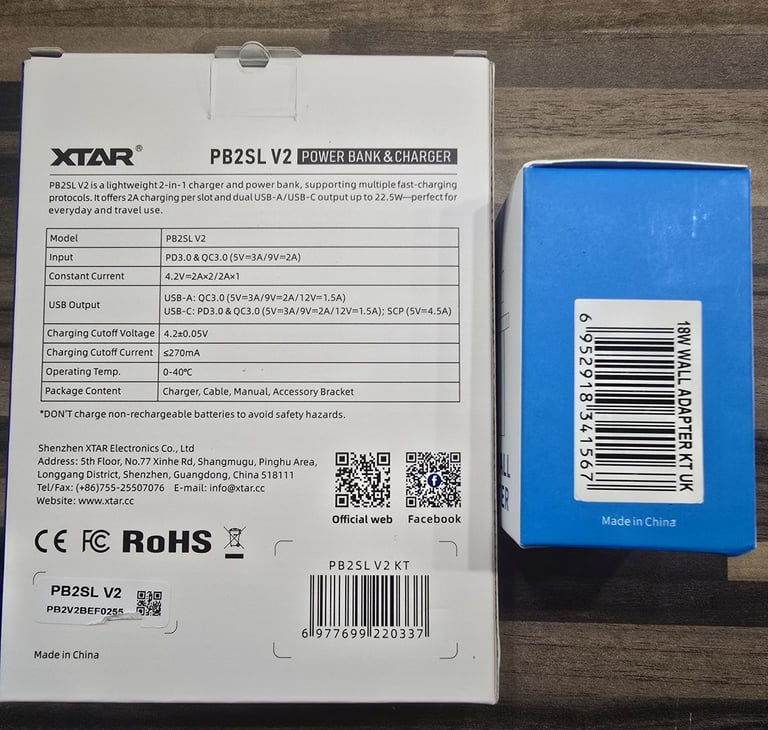 XTAR®
PB2SL V2 POWER BANK & CHARGER
PB2SL V2 is a lightweight 2-in-1 charger and power bank, supporting multiple fast-charging
protocols. It offers 2A charging per slot and dual USB-A/USB-C output up to 22.5W—perfect for
everyday and travel use.
Model PB2SL V2
Input PD3.0 & QC3.0 (5V=3A/9V=2A)
Constant Current 4.2V=2A×2/2A×1
USB Output USB-A: QC3.0 (5V=3A/9V=2A/12V=1.5A)
USB-C: PD3.0 & QC3.0 (5V=3A/9V=2A/12V=1.5A); SCP (5V=4.5A)
Charging Cutoff Voltage 4.2±0.05V
Charging Cutoff Current ≤270mA
Operating Temp. 0-40℃
Package Content Charger, Cable, Manual, Accessory Bracket
*DON'T charge non-rechargeable batteries to avoid safety hazards.
Shenzhen XTAR Electronics Co., Ltd
Address: 5th Floor, No.77 Xinhe Rd, Shangmugu, Pinghu Area,
Longgang District, Shenzhen, Guangdong, China 518111
Tel/Fax: (+86)755-25507076 E-mail: info@xtar.cc
Website: www.xtar.cc
Official web
Facebook
CE FC RoHS
PB2SL V2
PB2V2BEF0255
PB2SL V2 KT
6 977699 220337
Made in China
18W WALL ADAPTER KT UK
6 952918 341567
Made in China